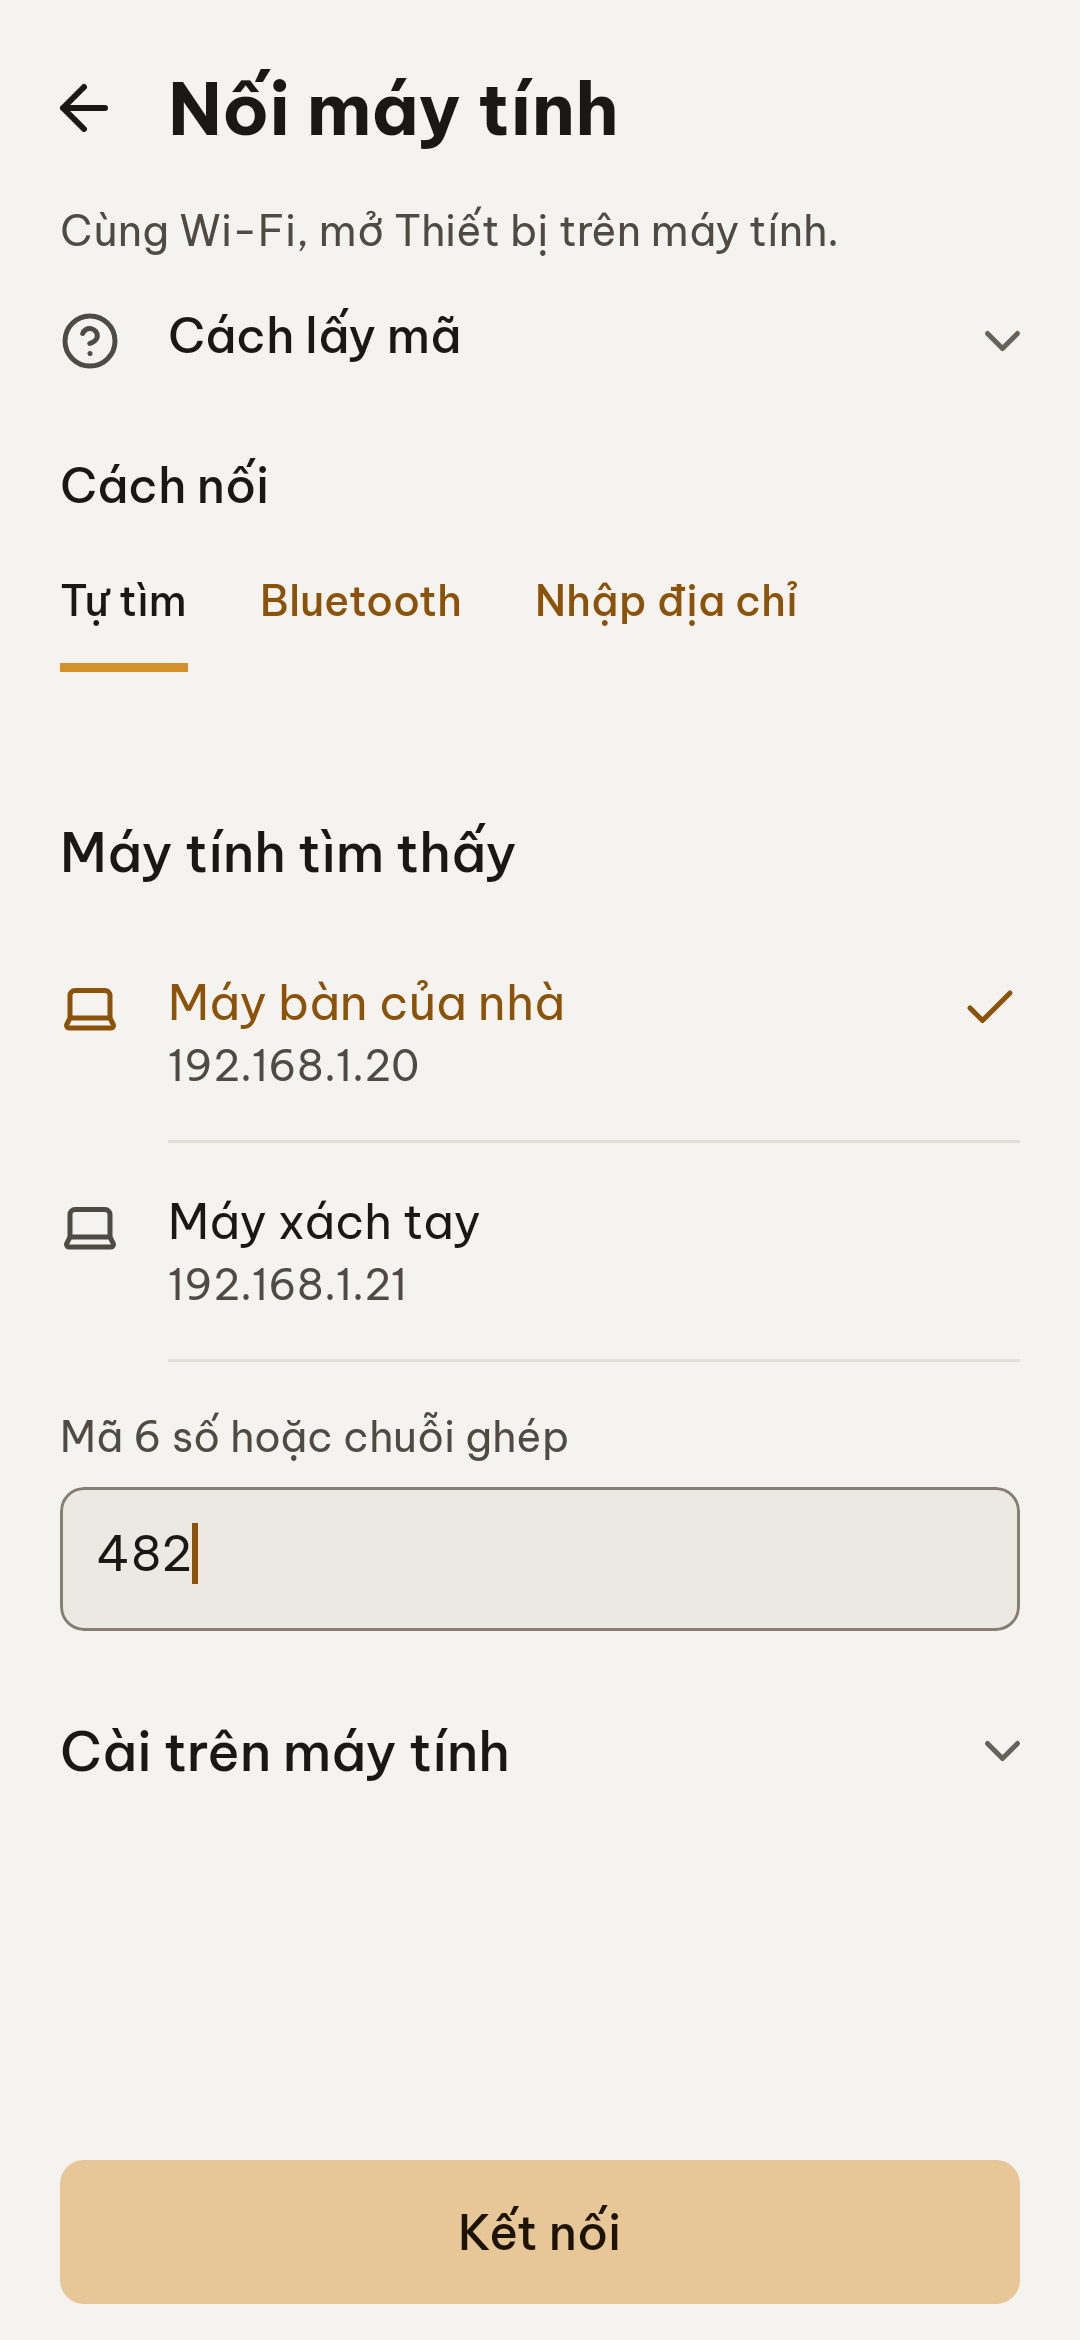 Nối máy tính
Cùng Wi-Fi, mở Thiết bị trên máy tính.
Cách lấy mã
Cách nối
Tự tìm
Bluetooth
Nhập địa chỉ
Máy tính tìm thấy
Máy bàn của nhà
192.168.1.20
Máy xách tay
192.168.1.21
Mã 6 số hoặc chuỗi ghép
482
Cài trên máy tính
Kết nối